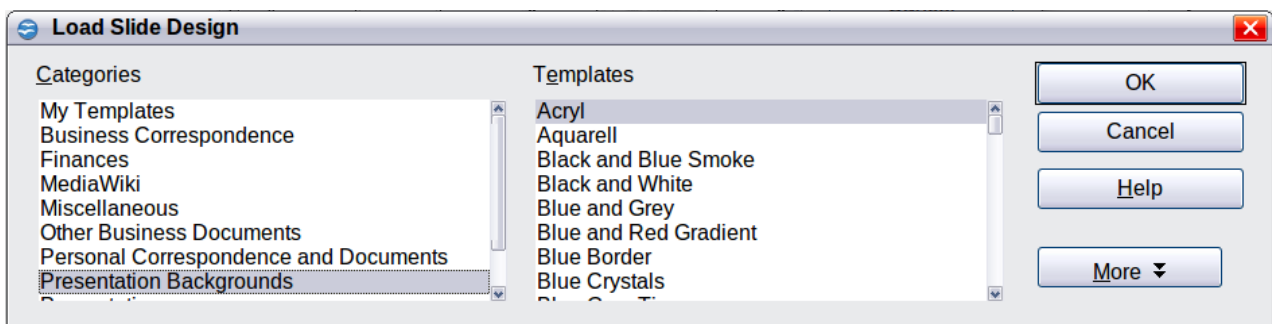 Load Slide Design
Categories
My Templates
Business Correspondence
Finances
MediaWiki
Miscellaneous
Other Business Documents
Personal Correspondence and Documents
Presentation Backgrounds
Templates
Acryl
Aquarell
Black and Blue Smoke
Black and White
Blue and Grey
Blue and Red Gradient
Blue Border
Blue Crystals
OK
Cancel
Help
More